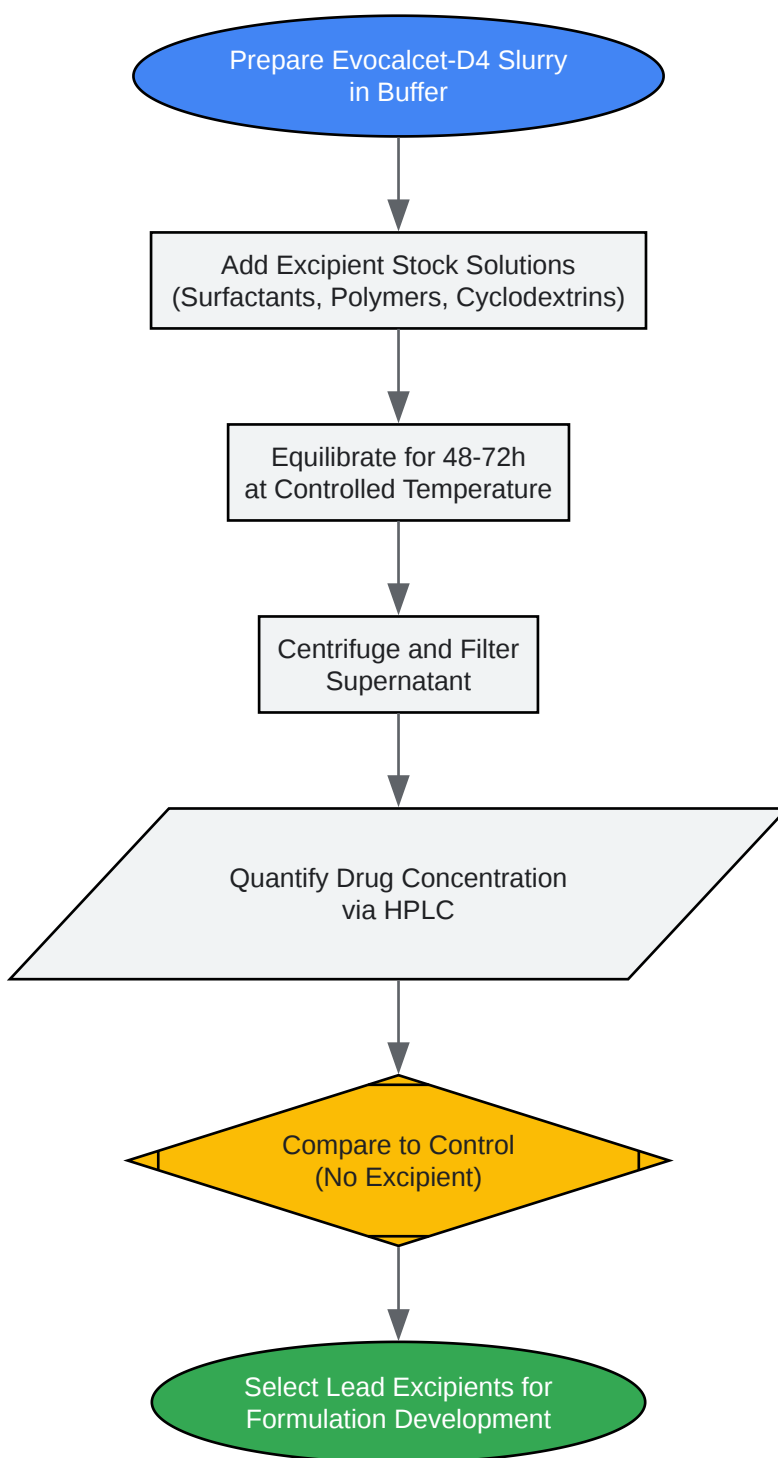 Prepare Evocalcet-D4 Slurry
in Buffer
Add Excipient Stock Solutions
(Surfactants, Polymers, Cyclodextrins)
Equilibrate for 48-72h
at Controlled Temperature
Centrifuge and Filter
Supernatant
Quantify Drug Concentration
via HPLC
Compare to Control
(No Excipient)
Select Lead Excipients for
Formulation Development